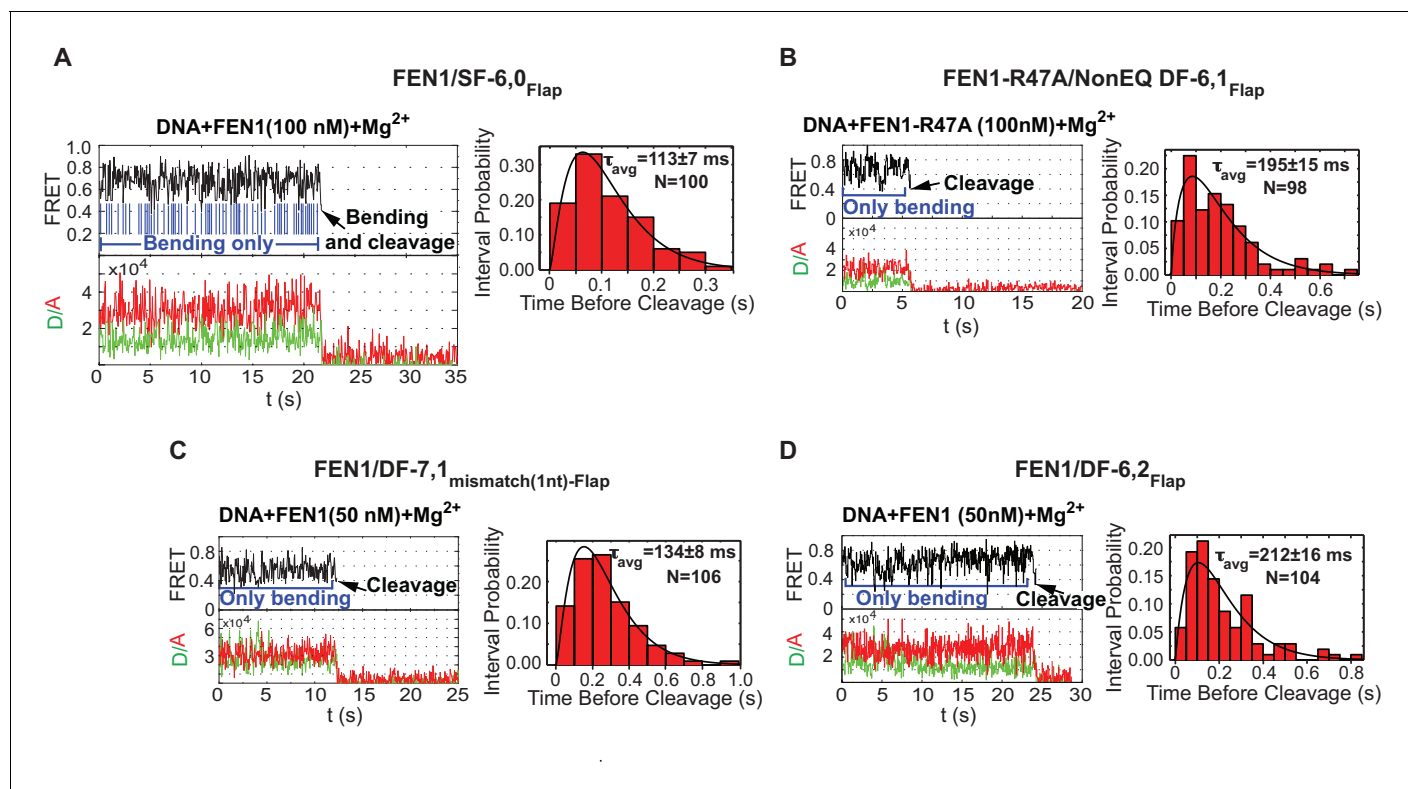 A
FEN1/SF-6,0Flap
DNA+FEN1(100 nM)+Mg2+
FRET
1.0
0.8
0.6
0.4
0.2
Bending only
Bending
and cleavage
D/A
×10^4
4
2
0 5 10 15 20 25 30 35
t (s)
Interval Probability
0.30
0.20
0.10
0.00
τavg=113±7 ms
N=100
0 0.1 0.2 0.3
Time Before Cleavage (s)
B
FEN1-R47A/NonEQ DF-6,1Flap
DNA+FEN1-R47A (100nM)+Mg2+
FRET
0.8
0.4
0
Cleavage
Only bending
D/A
×10^4
4
2
0 5 10 15 20
t (s)
Interval Probability
0.20
0.15
0.10
0.05
0.00
τavg=195±15 ms
N=98
0 0.2 0.4 0.6
Time Before Cleavage (s)
C
FEN1/DF-7,1mismatch(1nt)-Flap
DNA+FEN1(50 nM)+Mg2+
FRET
0.8
0.4
0
Cleavage
Only bending
D/A
×10^4
6
3
0 5 10 15 20 25
t (s)
Interval Probability
0.20
0.10
0.00
τavg=134±8 ms
N=106
0 0.2 0.4 0.6 0.8 1.0
Time Before Cleavage (s)
D
FEN1/DF-6,2Flap
DNA+FEN1 (50nM)+Mg2+
FRET
0.8
0.4
0
Only bending
Cleavage
D/A
×10^4
4
2
0 5 10 15 20 25 30
t (s)
Interval Probability
0.20
0.15
0.10
0.05
0.00
τavg=212±16 ms
N=104
0 0.2 0.4 0.6 0.8
Time Before Cleavage (s)